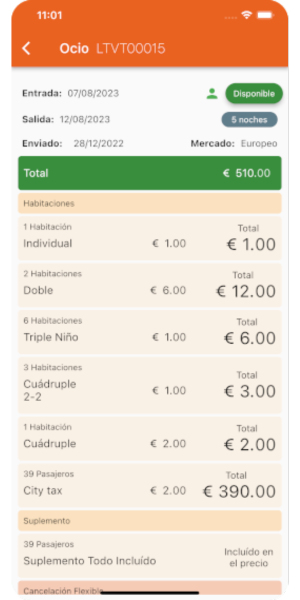 11:01
Ocio LTVT00015
Entrada: 07/08/2023 Disponible
Salida: 12/08/2023 5 noches
Enviado: 28/12/2022 Mercado: Europeo
Total € 510.00
Habitaciones
1 Habitación Total
Individual € 1.00 € 1.00
2 Habitaciones Total
Doble € 6.00 € 12.00
6 Habitaciones Total
Triple Niño € 1.00 € 6.00
3 Habitaciones Total
Cuádruple
2-2 € 1.00 € 3.00
1 Habitación Total
Cuádruple € 2.00 € 2.00
39 Pasajeros Total
City tax € 2.00 € 390.00
Suplemento
39 Pasajeros Incluído en
Suplemento Todo Incluído el precio
Cancelación Flexible